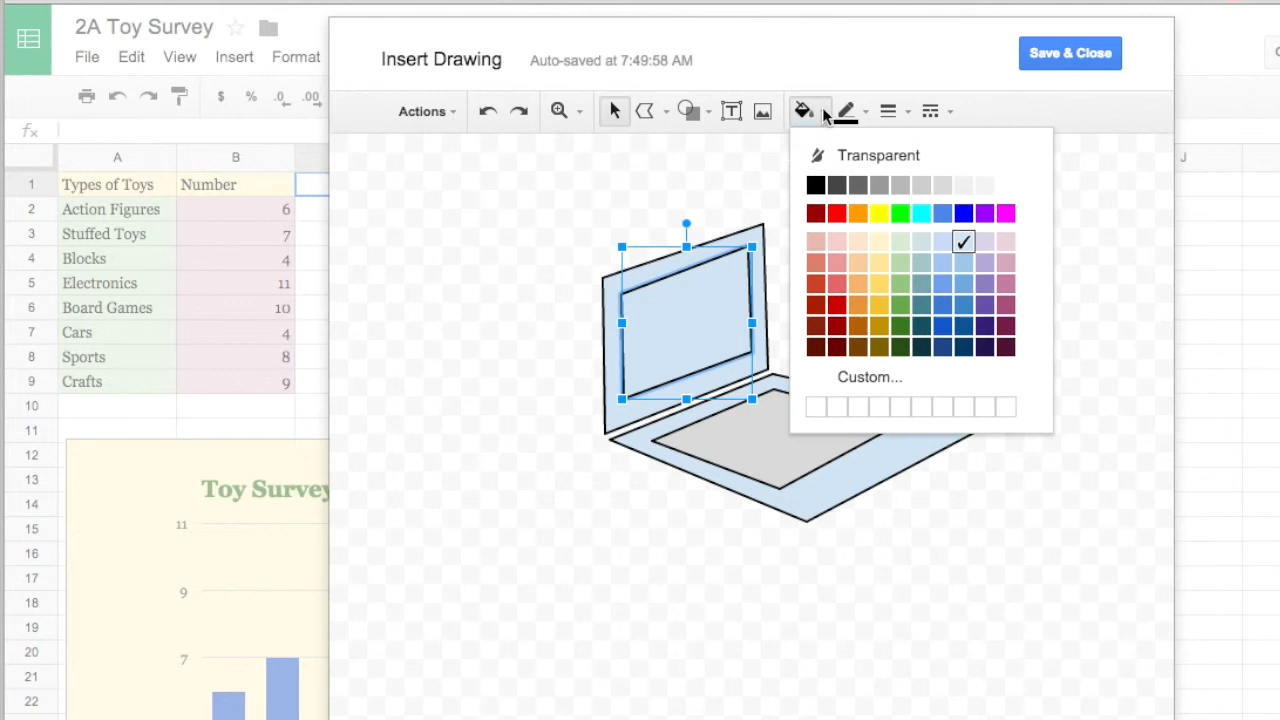 2A Toy Survey
File Edit View Insert Format
$ % .0 .00
fx
Insert Drawing Auto-saved at 7:49:58 AM Save & Close
Actions
T
Transparent
Custom...
A B J
1 Types of Toys Number
2 Action Figures 6
3 Stuffed Toys 7
4 Blocks 4
5 Electronics 11
6 Board Games 10
7 Cars 4
8 Sports 8
9 Crafts 9
10
11
12
13
14
15
16
17
18
19
20
21
22
Toy Survey
11
9
7